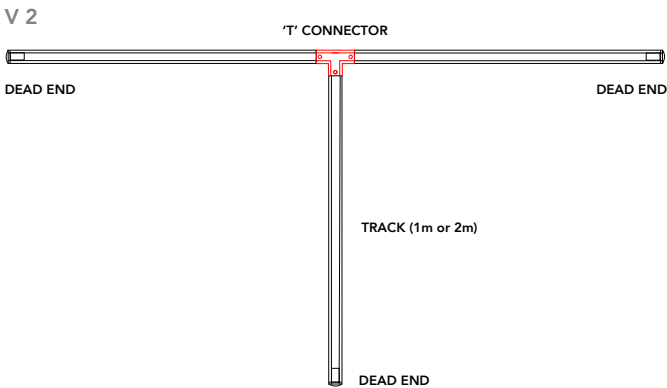 V 2
‘T’ CONNECTOR
DEAD END
DEAD END
TRACK (1m or 2m)
DEAD END